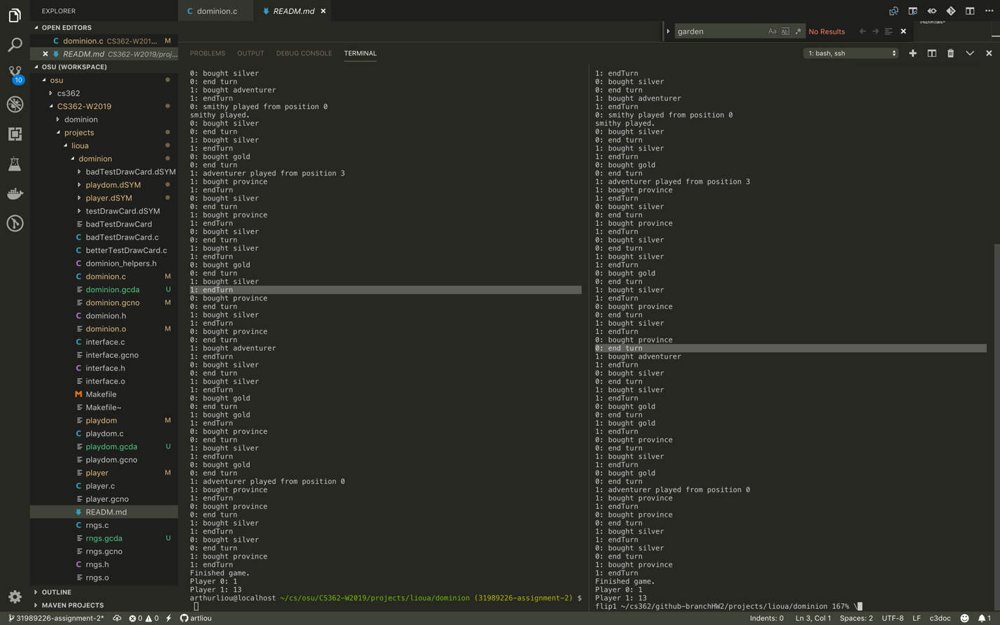 EXPLORER
OPEN EDITORS
dominion.c CS362-W201... M
READM.md CS362-W2019/proj...
OSU (WORKSPACE)
osu
cs362
CS362-W2019
dominion
projects
lioua
dominion
badTestDrawCard.dSYM
playdom.dSYM
player.dSYM
testDrawCard.dSYM
badTestDrawCard
badTestDrawCard.c
betterTestDrawCard.c
dominion_helpers.h
dominion.c M
dominion.gcda U
dominion.gcno M
dominion.h
dominion.o M
interface.c
interface.gcno
interface.h
interface.o
Makefile
Makefile~
playdom M
playdom.c
playdom.gcda U
playdom.gcno
player M
player.c
player.gcno
READM.md
rngs.c
rngs.gcda U
rngs.gcno
rngs.h
rngs.o
OUTLINE
MAVEN PROJECTS
10
dominion.c
READM.md
garden Aa Abl .* No Results
PROBLEMS OUTPUT DEBUG CONSOLE TERMINAL 1: bash, ssh
0: bought silver
0: end turn
1: bought adventurer
1: endTurn
0: smithy played from position 0
smithy played.
0: bought silver
0: end turn
1: bought silver
1: endTurn
0: bought gold
0: end turn
1: adventurer played from position 3
1: bought province
1: endTurn
0: bought silver
0: end turn
1: bought province
1: endTurn
0: bought silver
0: end turn
1: bought silver
1: endTurn
0: bought gold
0: end turn
1: bought silver
1: endTurn
0: bought province
0: end turn
1: bought silver
1: endTurn
0: bought province
0: end turn
1: bought adventurer
1: endTurn
0: bought silver
0: end turn
1: bought silver
1: endTurn
0: bought gold
0: end turn
1: bought gold
1: endTurn
0: bought province
0: end turn
1: bought silver
1: endTurn
0: bought gold
0: end turn
1: adventurer played from position 0
1: bought province
1: endTurn
0: bought province
0: end turn
1: bought silver
1: endTurn
0: bought silver
0: end turn
1: bought province
1: endTurn
Finished game.
Player 0: 1
Player 1: 13
arthurliou@localhost ~/cs/osu/CS362-W2019/projects/lioua/dominion (31989226-assignment-2) $
1: endTurn
0: bought silver
0: end turn
1: bought adventurer
1: endTurn
0: smithy played from position 0
smithy played.
0: bought silver
0: end turn
1: bought silver
1: endTurn
0: bought gold
0: end turn
1: adventurer played from position 3
1: bought province
1: endTurn
0: bought silver
0: end turn
1: bought province
1: endTurn
0: bought silver
0: end turn
1: bought silver
1: endTurn
0: bought gold
0: end turn
1: bought silver
1: endTurn
0: bought province
0: end turn
1: bought silver
1: endTurn
0: bought province
0: end turn
1: bought adventurer
1: endTurn
0: bought silver
0: end turn
1: bought silver
1: endTurn
0: bought gold
0: end turn
1: bought gold
1: endTurn
0: bought province
0: end turn
1: bought silver
1: endTurn
0: bought gold
0: end turn
1: adventurer played from position 0
1: bought province
1: endTurn
0: bought province
0: end turn
1: bought silver
1: endTurn
0: bought silver
0: end turn
1: bought province
1: endTurn
Finished game.
Player 0: 1
Player 1: 13
flip1 ~/cs362/github-branchHW2/projects/lioua/dominion 167% \
31989226-assignment-2* 0 0 artliou Indents: 0 Ln 3, Col 1 Spaces: 2 UTF-8 LF c3doc 1